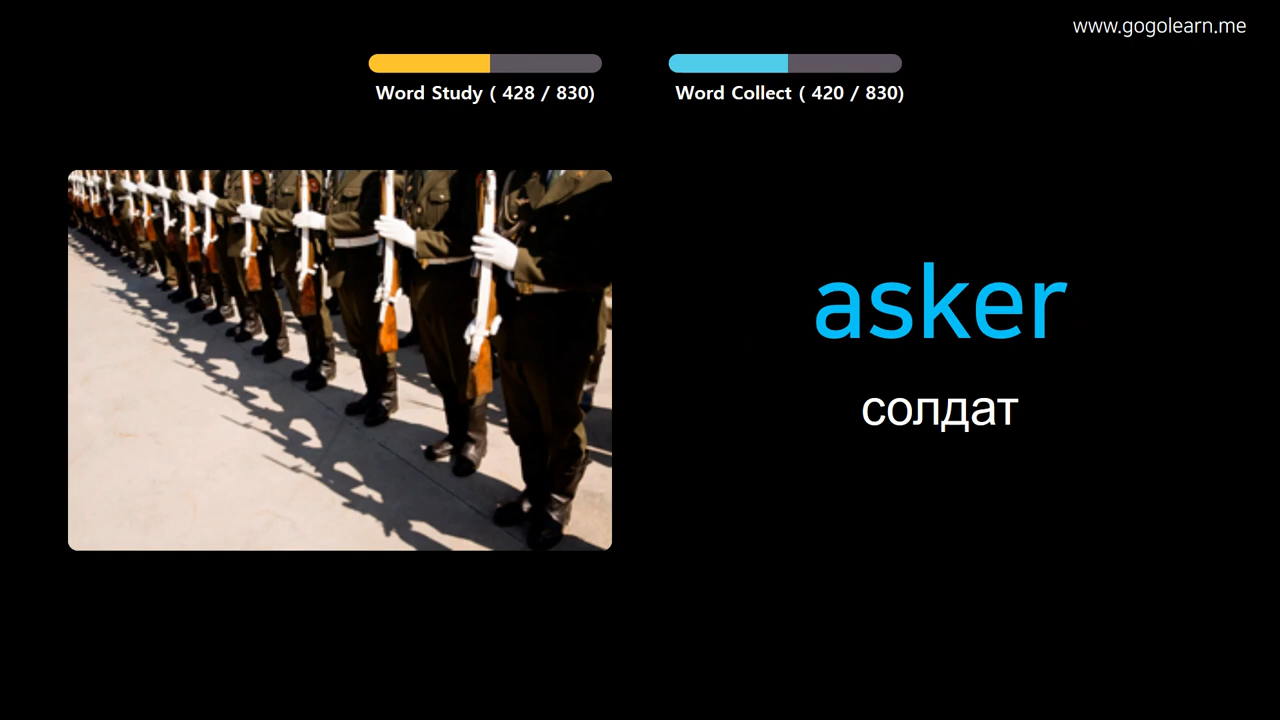 www.gogolearn.me
Word Study ( 428 / 830)
Word Collect ( 420 / 830)
asker
солдат